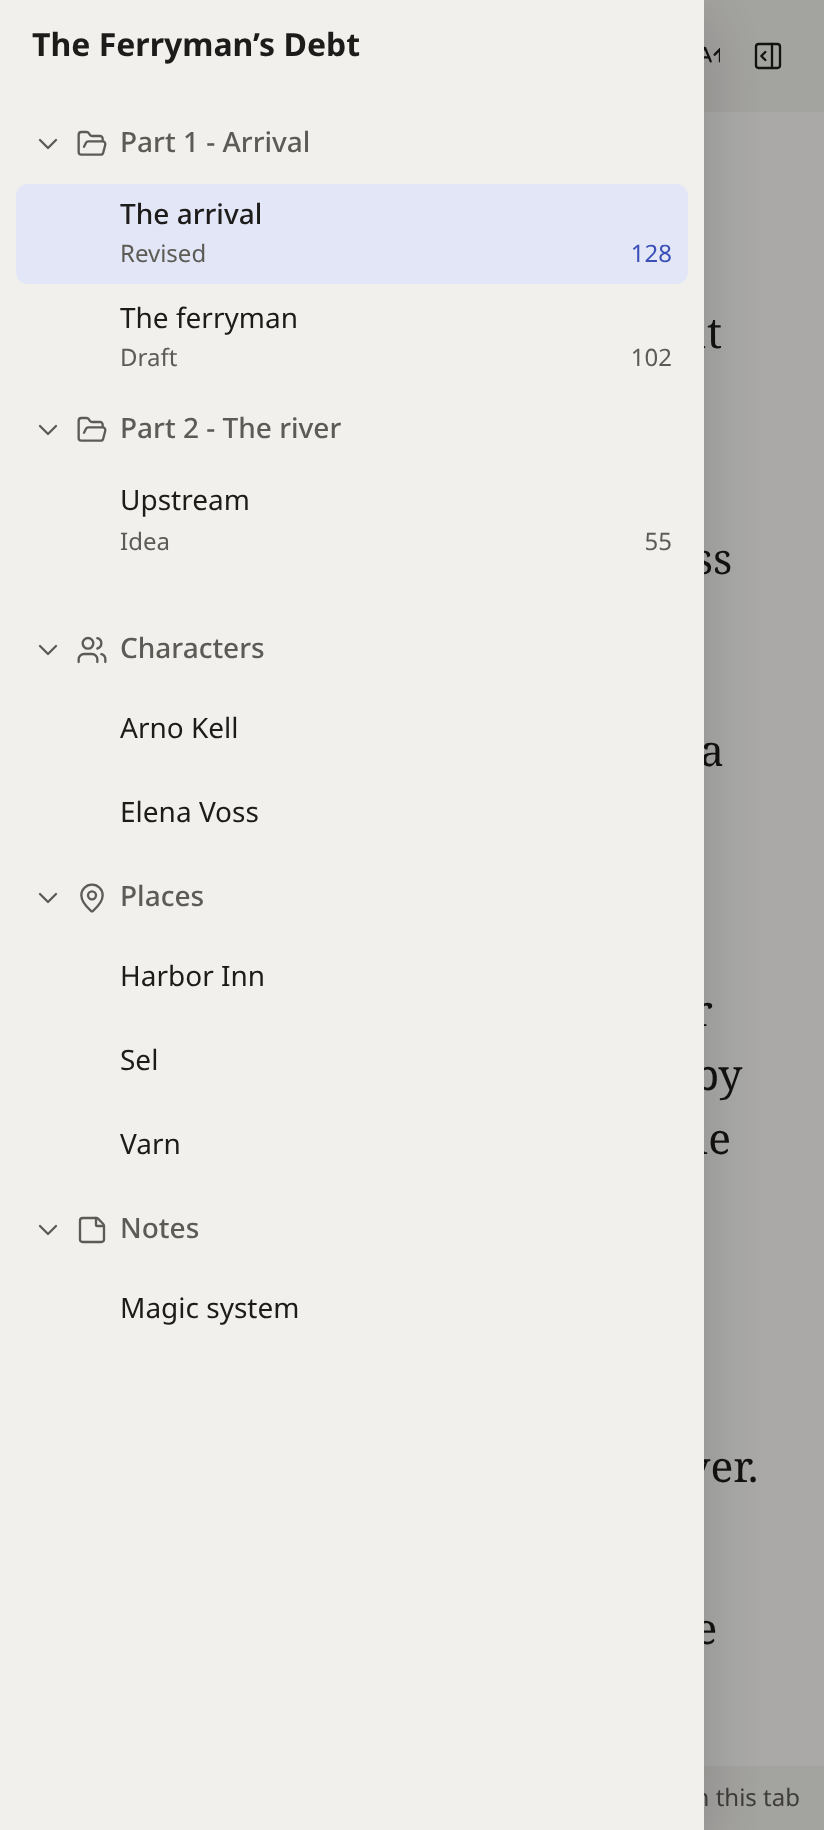 The Ferryman’s Debt
Part 1 - Arrival
The arrival
Revised 128
The ferryman
Draft 102
Part 2 - The river
Upstream
Idea 55
Characters
Arno Kell
Elena Voss
Places
Harbor Inn
Sel
Varn
Notes
Magic system
this tab